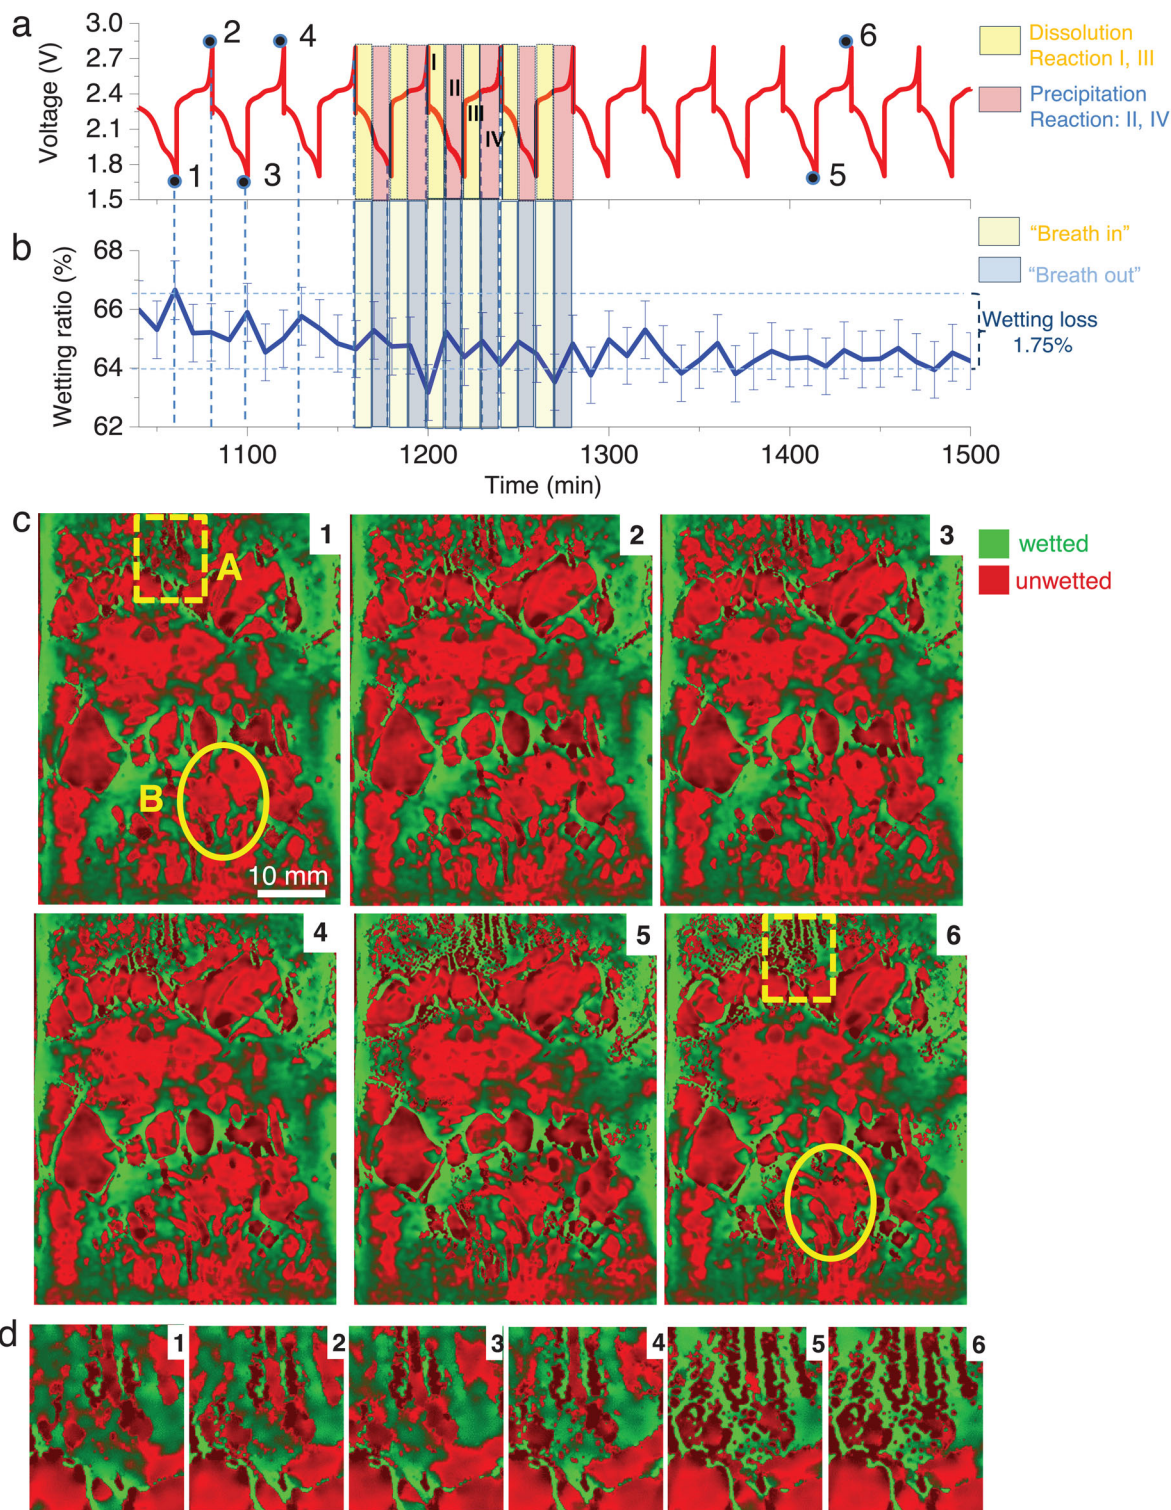 a
Voltage (V)
3.0
2.7
2.4
2.1
1.8
1.5
1
2
3
4
5
6
I
II
III
IV
Dissolution
Reaction I, III
Precipitation
Reaction: II, IV
b
Wetting ratio (%)
68
66
64
62
"Breath in"
"Breath out"
Wetting loss
1.75%
1100
1200
1300
1400
1500
Time (min)
c
1
2
3
A
B
10 mm
wetted
unwetted
4
5
6
d
1
2
3
4
5
6